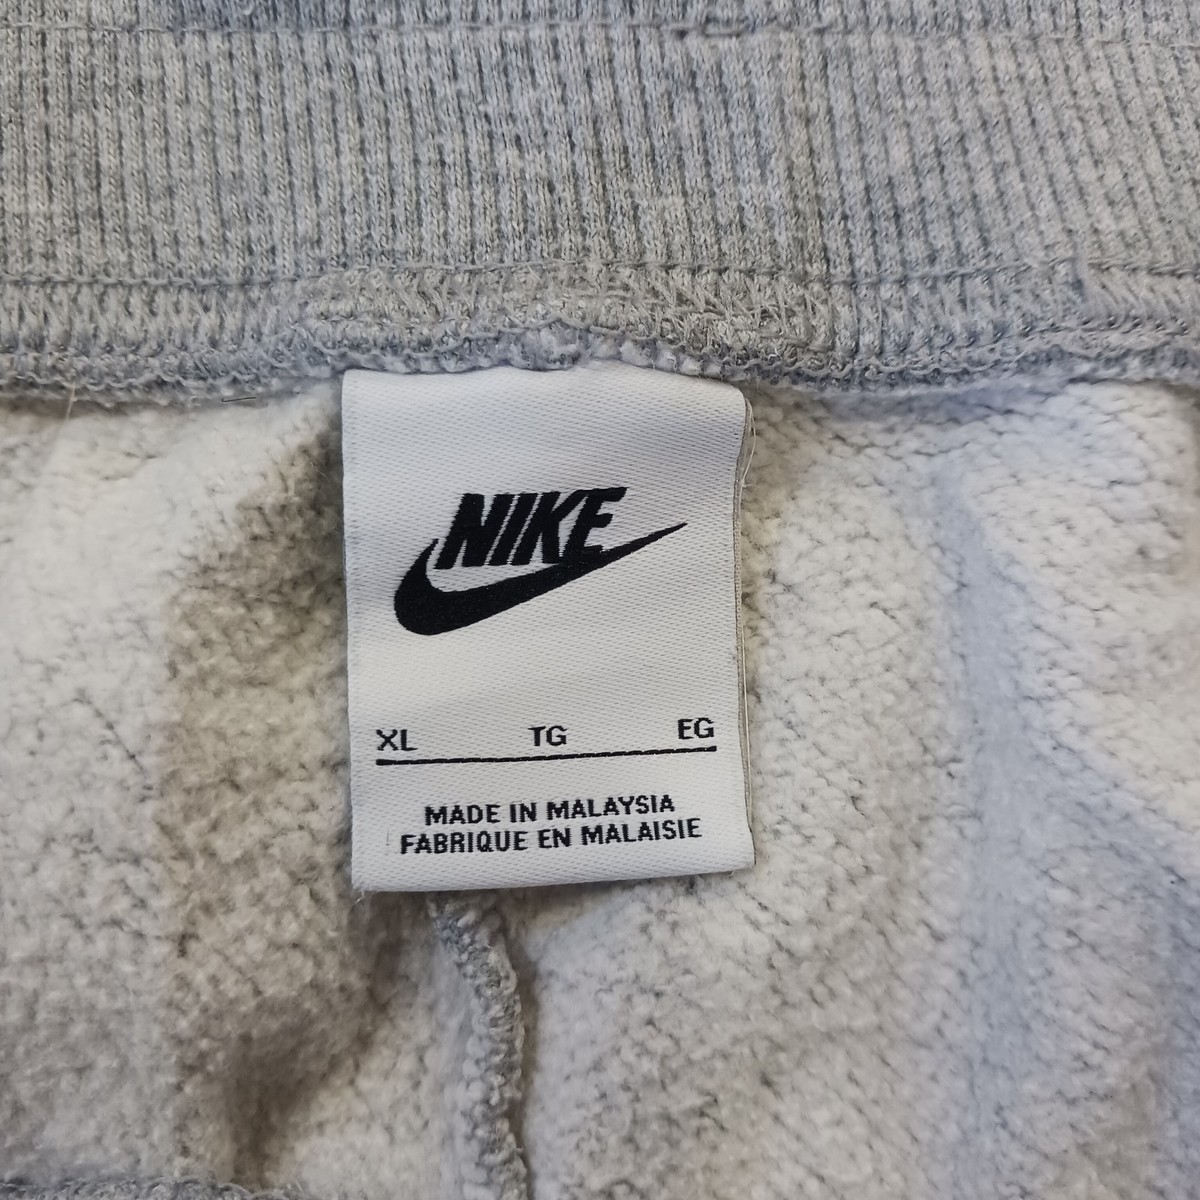 NIKE
XL TG EG
MADE IN MALAYSIA
FABRIQUE EN MALAISIE